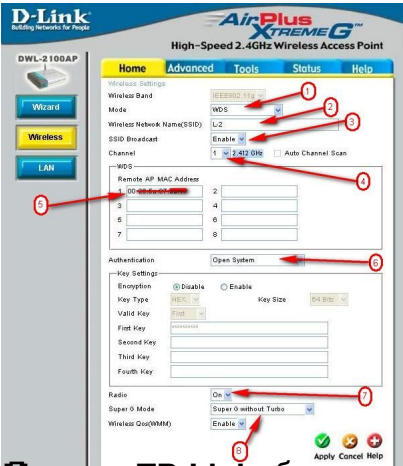 D-Link
Building Networks for People
AirPlus
XTREME G™
High-Speed 2.4GHz Wireless Access Point
DWL-2100AP
Home Advanced Tools Status Help
Wizard
Wireless
LAN
Wireless Settings
Wireless Band IEEE802.11g
Mode WDS
1
Wireless Network Name(SSID) L-2
2
SSID Broadcast Enable
3
Channel 1 2.412 GHz Auto Channel Scan
4
WDS
Remote AP MAC Address
5
1 2
3 4
5 6
7 8
Authentication Open System
6
Key Settings
Encryption Disable Enable
Key Type HEX Key Size 64 Bits
Valid Key First
First Key **********
Second Key
Third Key
Fourth Key
Radio On
7
Super G Mode Super G without Turbo
Wireless Qos(WMM) Enable
8
Apply Cancel Help